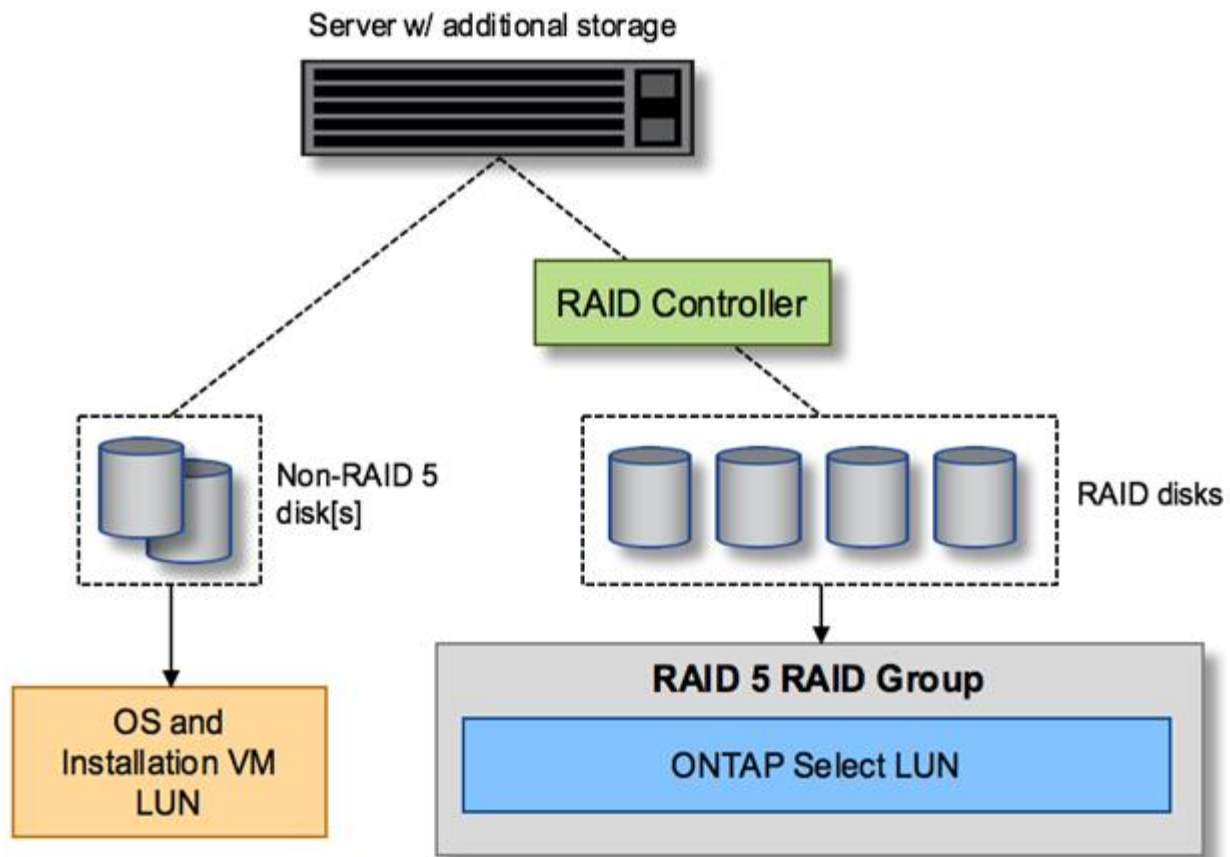 Server w/ additional storage
RAID Controller
Non-RAID 5
disk[s]
RAID disks
OS and
Installation VM
LUN
RAID 5 RAID Group
ONTAP Select LUN